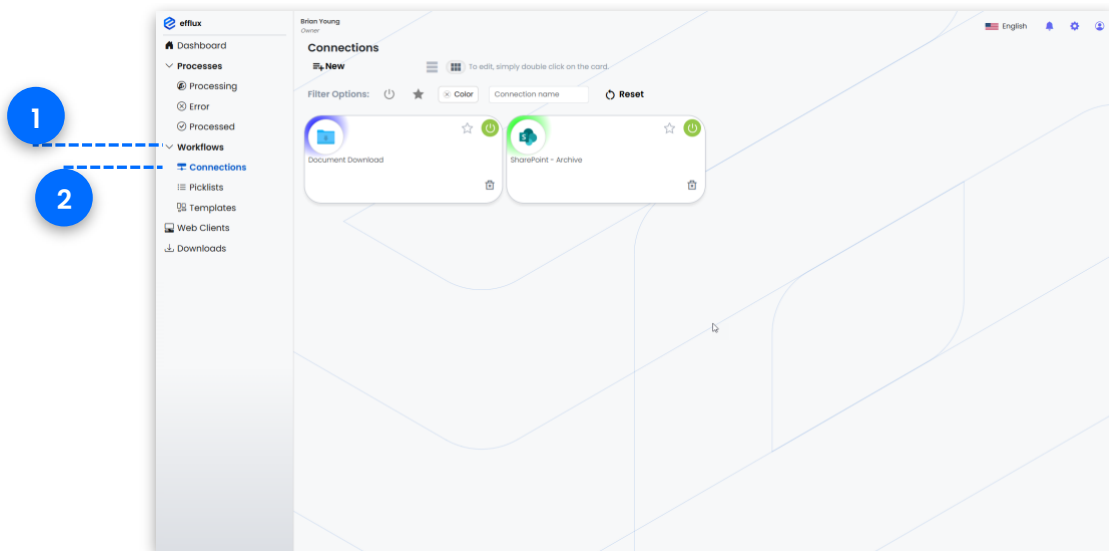 efflux
Dashboard
Processes
Processing
Error
Processed
Workflows
Connections
Picklists
Templates
Web Clients
Downloads
1
2
Brian Young
Owner
English
Connections
New
To edit, simply double click on the card.
Filter Options:
Color
Connection name
Reset
Document Download
SharePoint - Archive